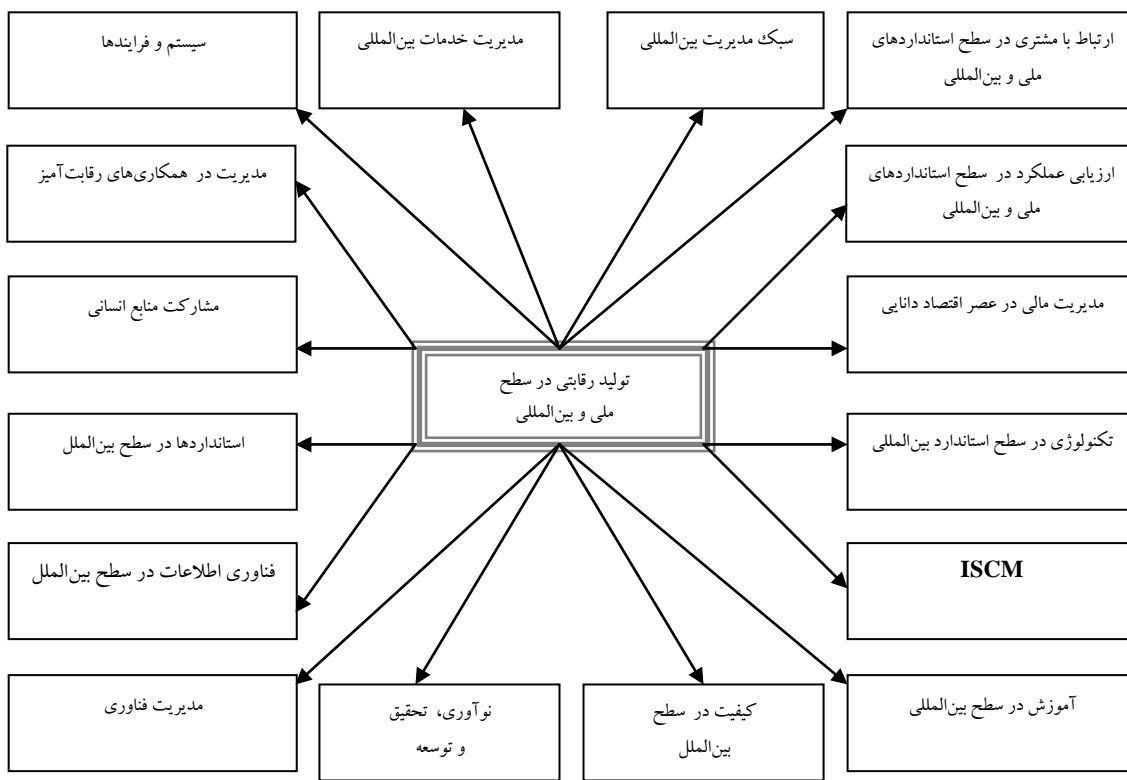 ارتباط با مشتری در سطح استانداردهای
ملی و بین‌المللی
سبک مدیریت بین‌المللی
مدیریت خدمات بین‌المللی
سیستم و فرایندها
ارزیابی عملکرد در سطح استانداردهای
ملی و بین‌المللی
مدیریت در همکاری‌های رقابت‌آمیز
مدیریت مالی در عصر اقتصاد دانایی
مشارکت منابع انسانی
تولید رقابتی در سطح
ملی و بین‌المللی
تکنولوژی در سطح استاندارد بین‌المللی
استانداردها در سطح بین‌الملل
ISCM
فناوری اطلاعات در سطح بین‌الملل
آموزش در سطح بین‌المللی
کیفیت در سطح
بین‌الملل
نوآوری، تحقیق
و توسعه
مدیریت فناوری